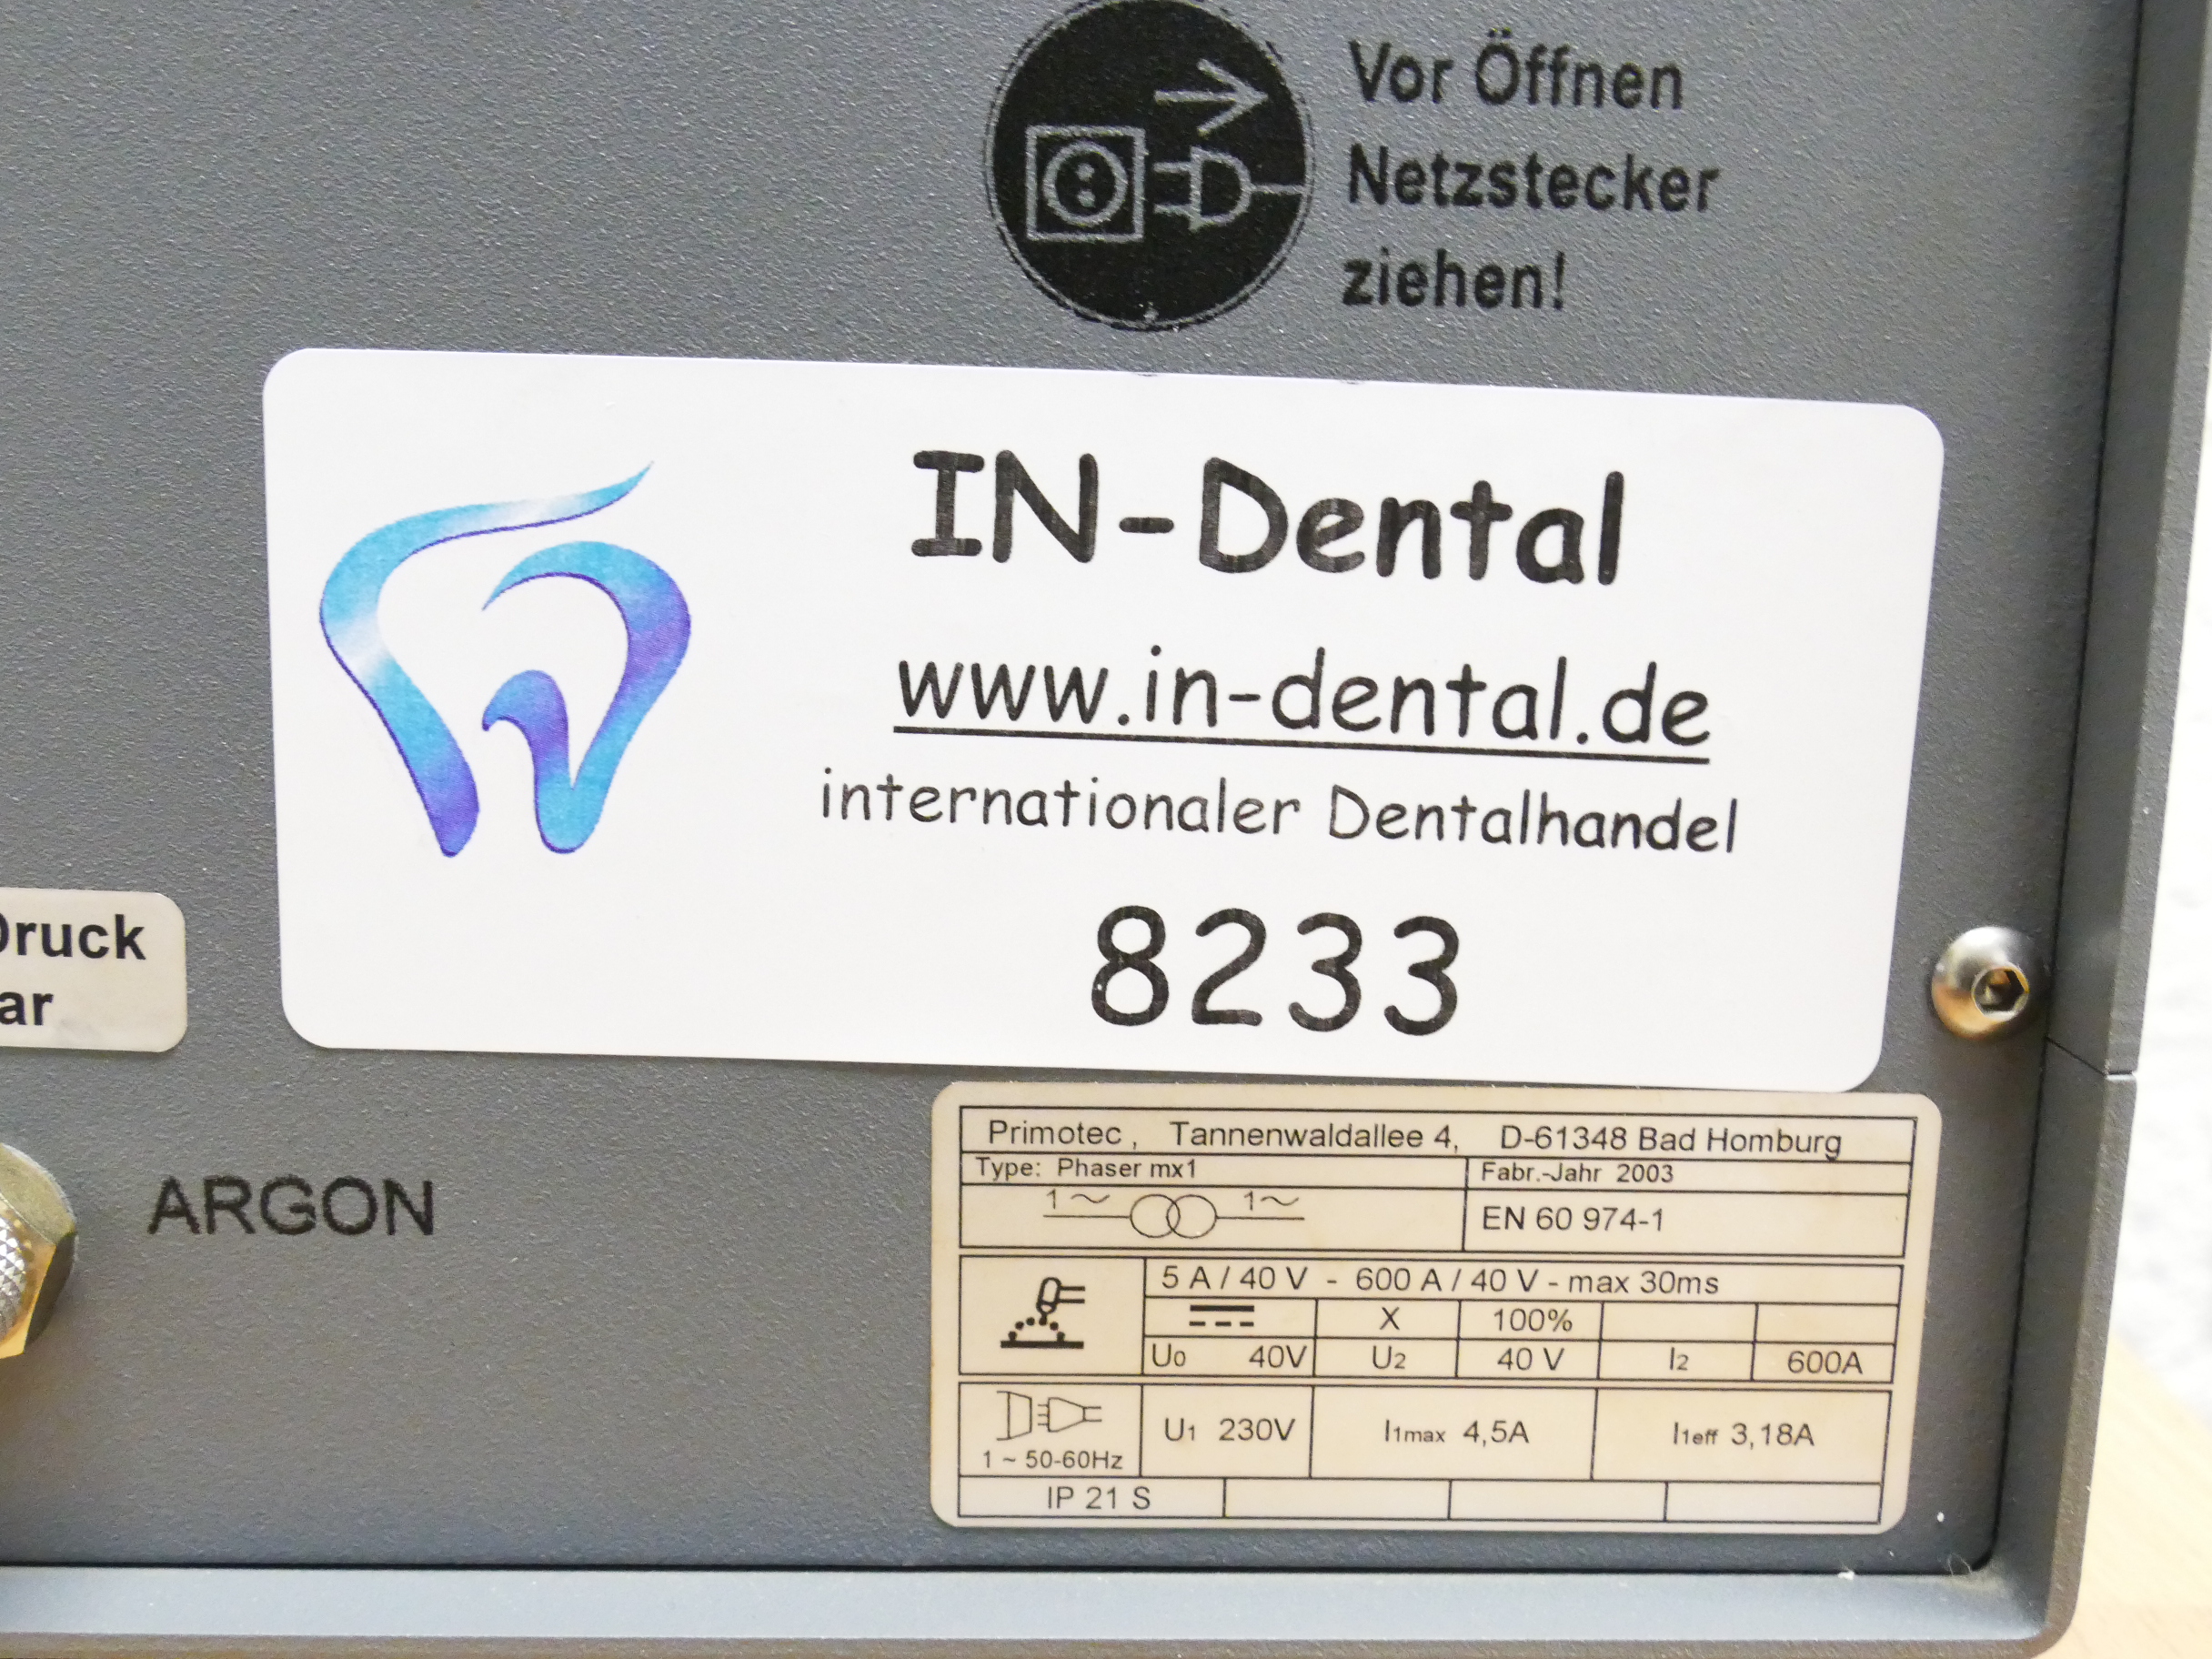 Vor Öffnen
Netzstecker
ziehen!
IN-Dental
www.in-dental.de
internationaler Dentalhandel
8233
ARGON
Primotec, Tannenwaldallee 4, D-61348 Bad Homburg
Type: Phaser mx1 Fabr.-Jahr 2003
1~ 1~ EN 60 974-1
5 A / 40 V - 600 A / 40 V - max 30ms
X 100%
U0 40V U2 40 V I2 600A
U1 230V I1max 4,5A I1eff 3,18A
1 ~ 50-60Hz
IP 21 S